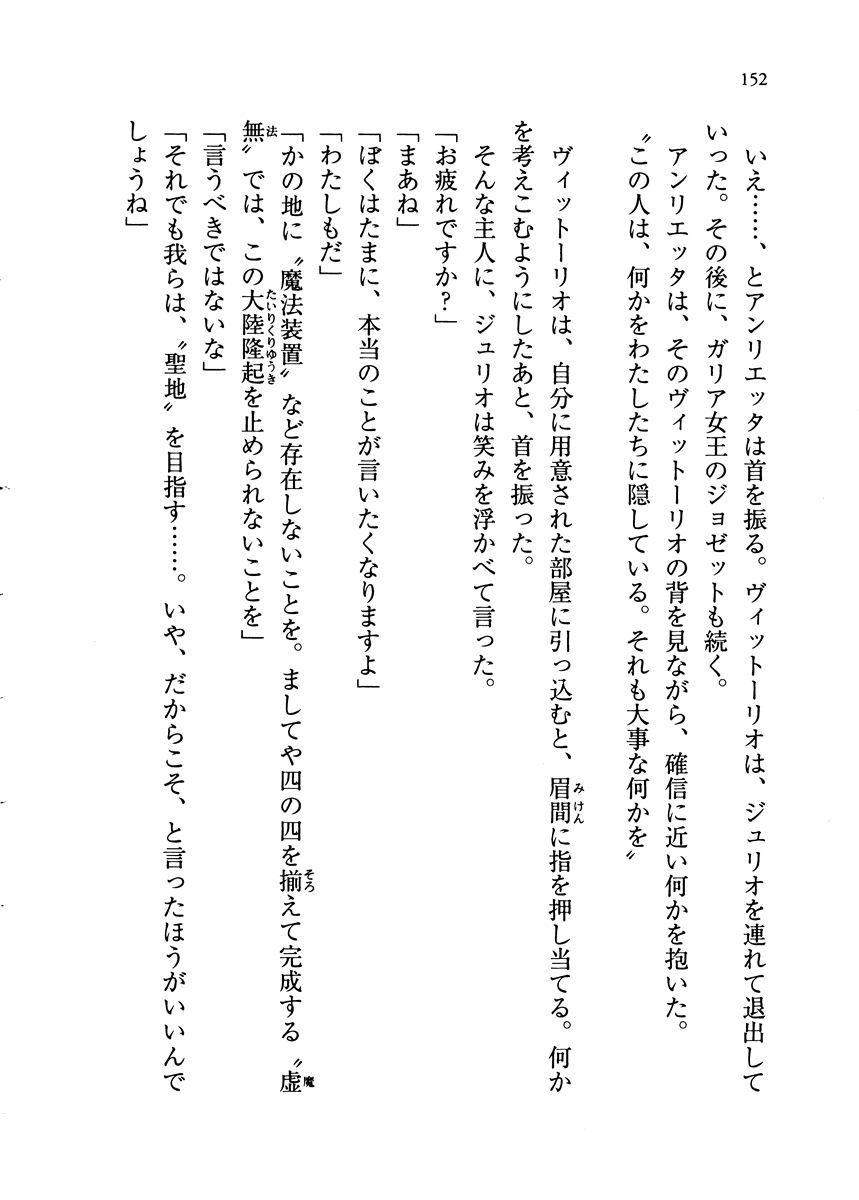 152
いえ……、とアンリエッタは首を振る。ヴィットーリオは、ジュリオを連れて退出して
いった。その後に、ガリア女王のジョゼットも続く。
アンリエッタは、そのヴィットーリオの背を見ながら、確信に近い何かを抱いた。
〝この人は、何かをわたしたちに隠している。それも大事な何かを〟
ヴィットーリオは、自分に用意された部屋に引っ込むと、眉間に指を押し当てる。何か
みけん
を考えこむようにしたあと、首を振った。
そんな主人に、ジュリオは笑みを浮かべて言った。
「お疲れですか?」
「まあね」
「ぼくはたまに、本当のことが言いたくなりますよ」
「わたしもだ」
「かの地に〝魔法装置〟など存在しないことを。ましてや四の四を揃えて完成する〝虚
そろ
魔
無〟では、この大陸隆起を止められないことを」
法
たいりくりゆうき
「言うべきではないな」
「それでも我らは、〝聖地〟を目指す……。いや、だからこそ、と言ったほうがいいんで
しょうね」